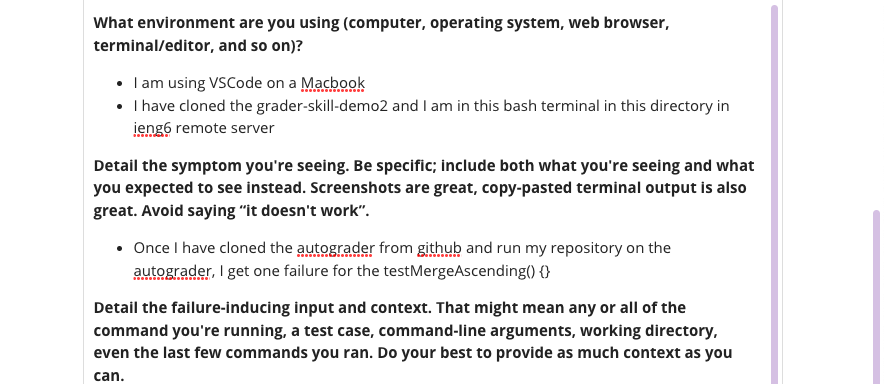 What environment are you using (computer, operating system, web browser,
terminal/editor, and so on)?
• I am using VSCode on a Macbook
• I have cloned the grader-skill-demo2 and I am in this bash terminal in this directory in
ieng6 remote server
Detail the symptom you're seeing. Be specific; include both what you're seeing and what
you expected to see instead. Screenshots are great, copy-pasted terminal output is also
great. Avoid saying “it doesn't work”.
• Once I have cloned the autograder from github and run my repository on the
autograder, I get one failure for the testMergeAscending() {}
Detail the failure-inducing input and context. That might mean any or all of the
command you're running, a test case, command-line arguments, working directory,
even the last few commands you ran. Do your best to provide as much context as you
can.